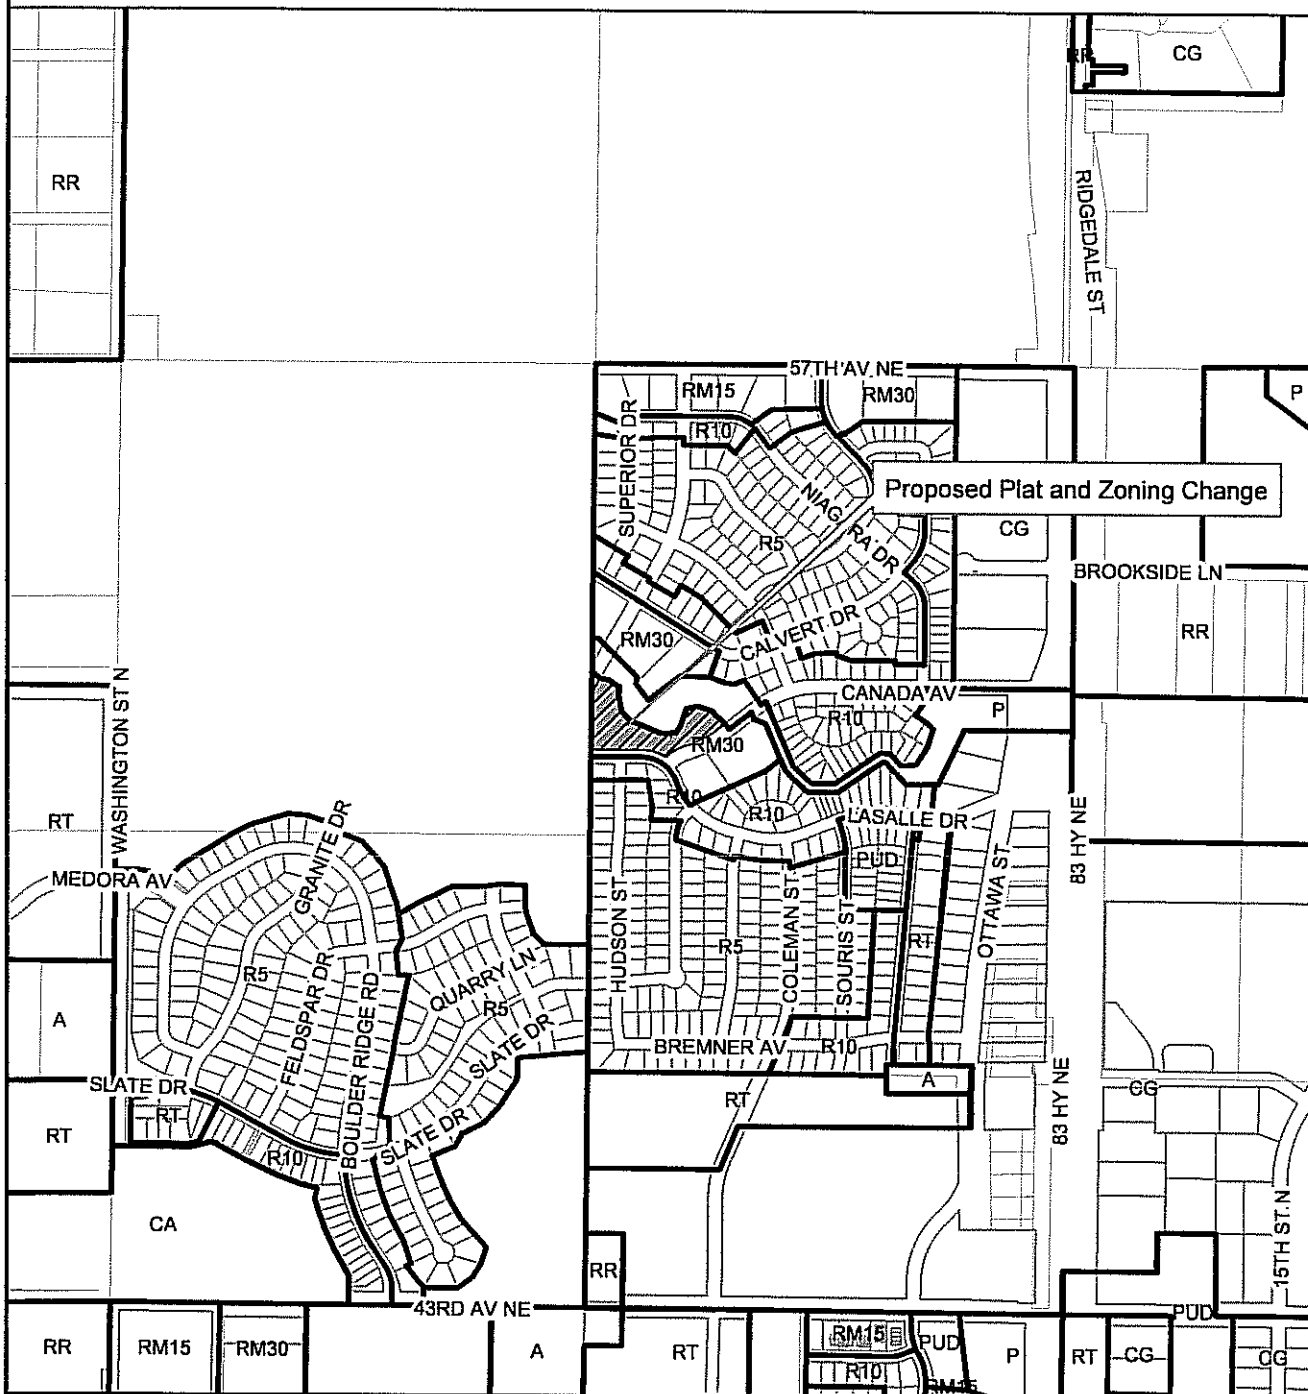 RR
CG
RR
RIDGEDALE ST
57TH AV NE
RM15
RM30
P
R10
SUPERIOR DR
Proposed Plat and Zoning Change
NIAGRA DR
CG
R5
BROOKSIDE LN
RR
RM30
CALVERT DR
WASHINGTON ST N
CANADA AV
P
R10
RM30
R10
R10
LASALLE DR
83 HY NE
RT
GRANITE DR
MEDORA AV
PUD
HUDSON ST
COLEMAN ST
SOURIS ST
OTTAWA ST
R5
RT
R5
FELDSPAR DR
BOULDER RIDGE RD
QUARRY LN
R5
SLATE DR
A
BREMNER AV
R10
SLATE DR
RT
A
CG
83 HY NE
RT
RT
R10
SLATE DR
CA
15TH ST N
RR
43RD AV NE
PUD
RR
RM15
RM30
A
RT
RM15
PUD
P
RT
CG
CG
R10
RM15